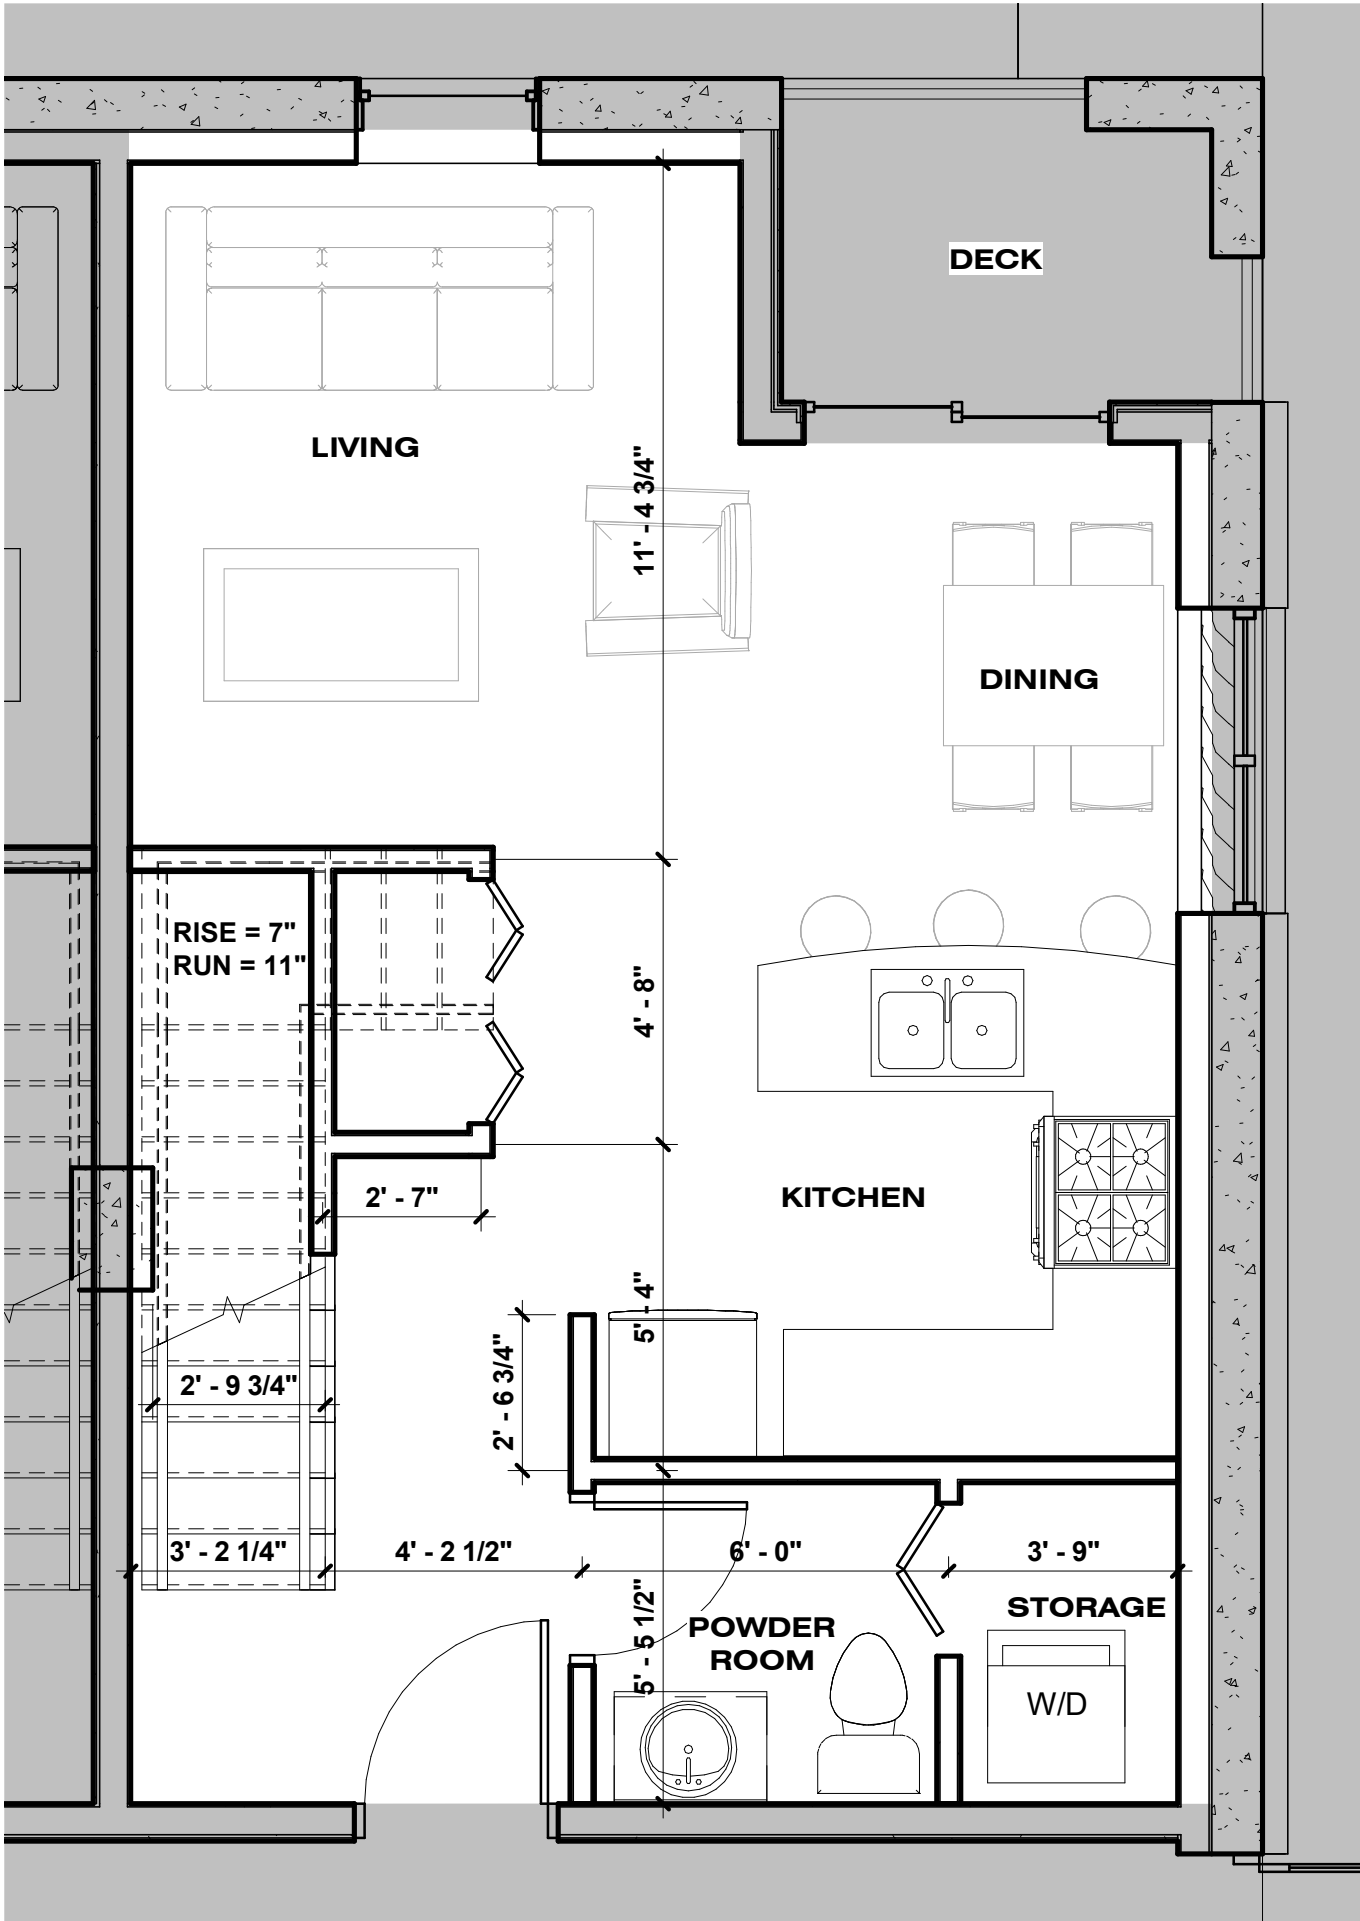 DECK
LIVING
11' - 4 3/4"
DINING
RISE = 7"
RUN = 11"
4' - 8"
2' - 7"
KITCHEN
5' - 4"
2' - 6 3/4"
2' - 9 3/4"
3' - 2 1/4"
4' - 2 1/2"
6' - 0"
3' - 9"
5' - 5 1/2"
POWDER
ROOM
STORAGE
W/D